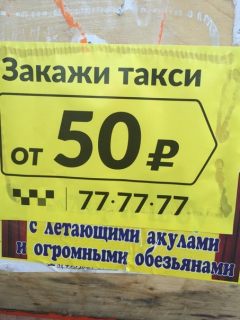 Закажи такси
от 50 ₽
77·77·77
с летающими акулами
и огромными обезьянами